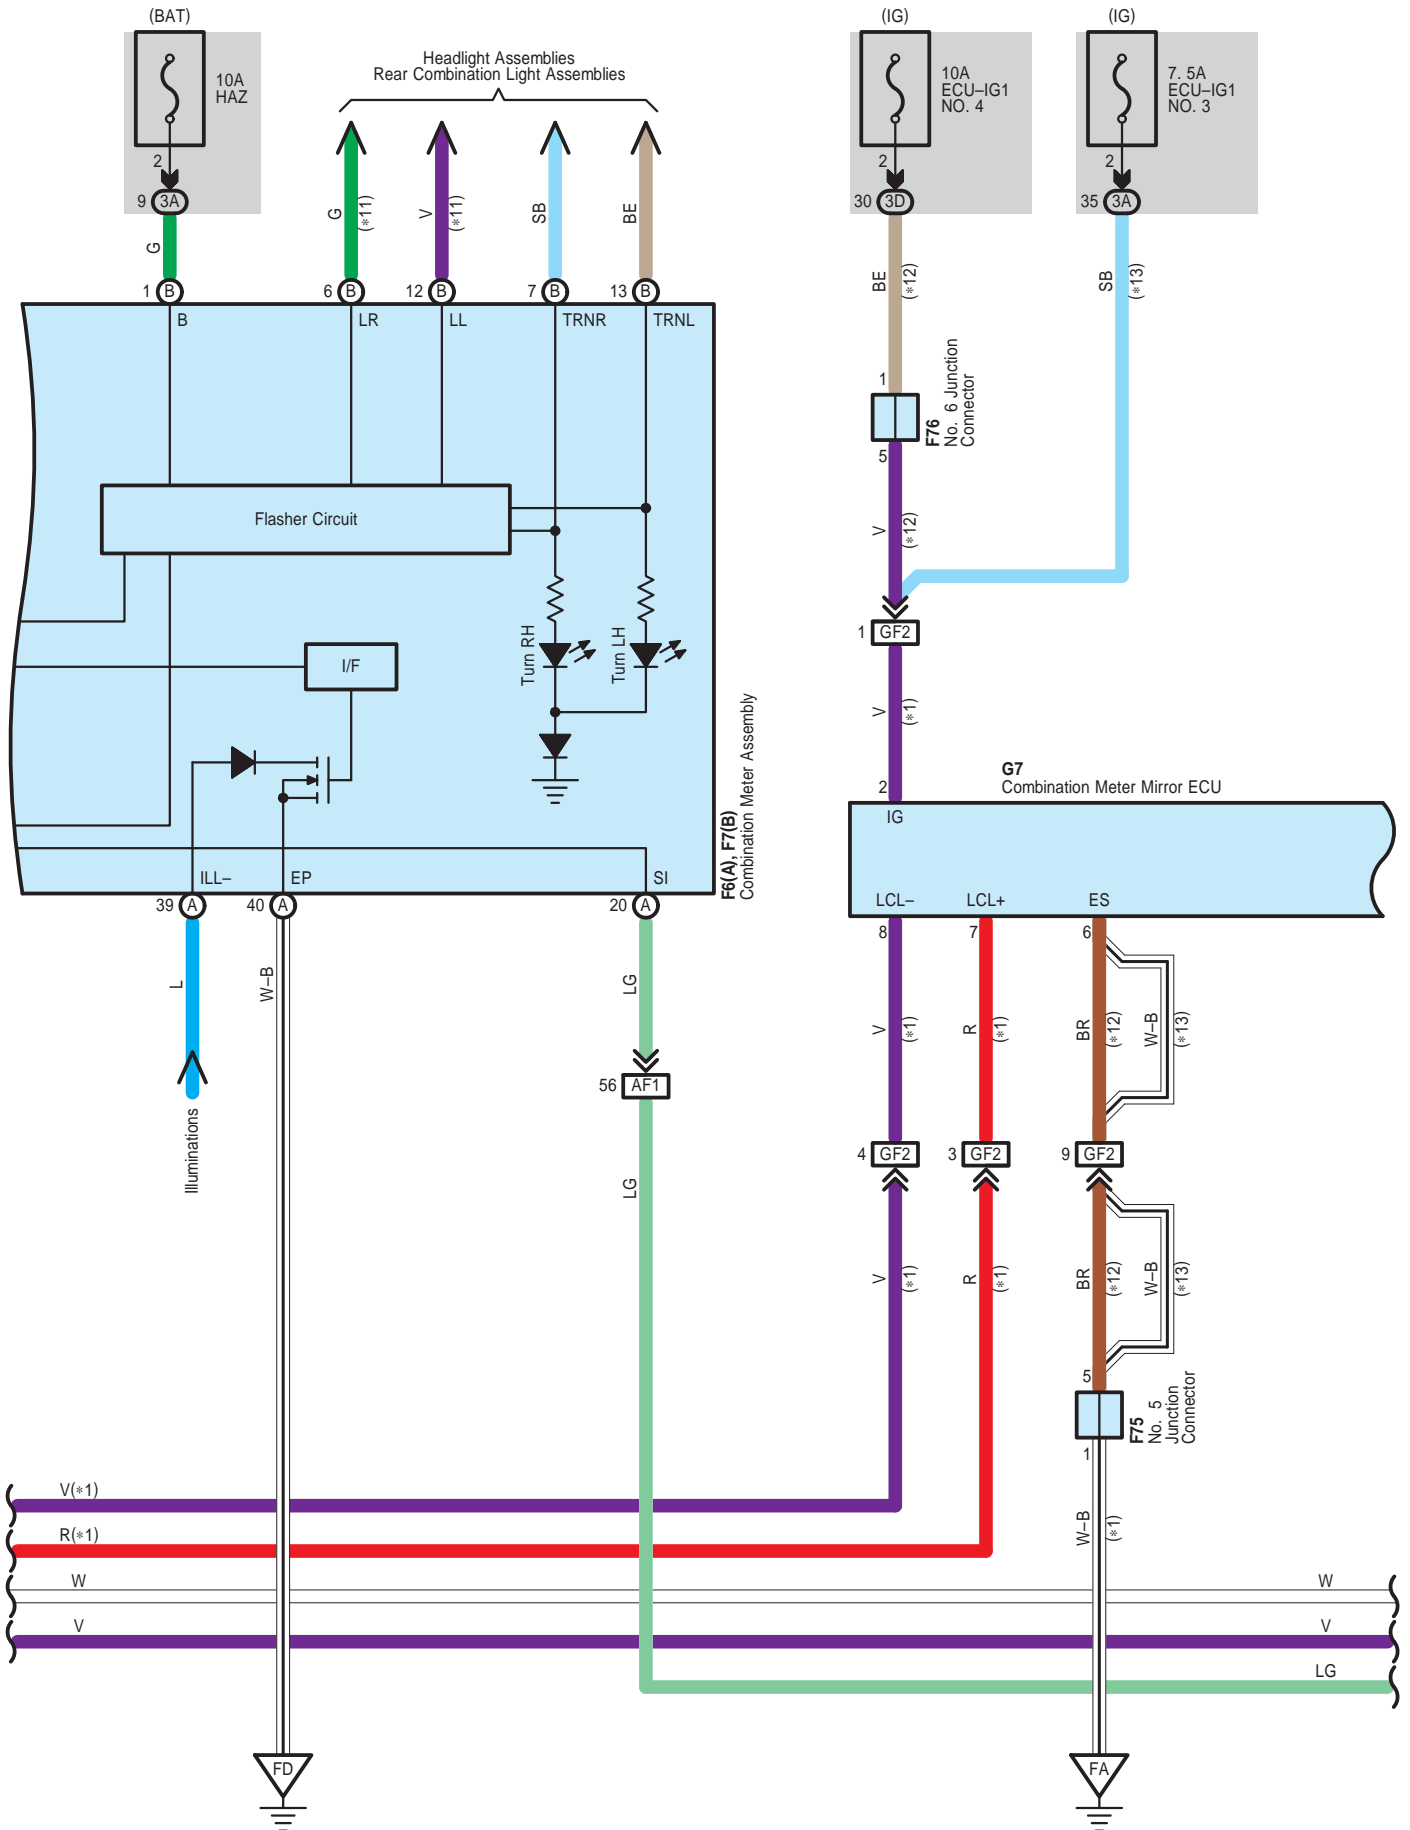 (BAT)
(IG)
(IG)
Headlight Assemblies
Rear Combination Light Assemblies
10A
HAZ
10A
ECU–IG1
NO. 4
7. 5A
ECU–IG1
NO. 3
2
2
2
9
3A
30
3D
35
3A
G
G
(*11)
V
(*11)
SB
BE
BE
(*12)
SB
(*13)
1
B
6
B
12
B
7
B
13
B
B
LR
LL
TRNR
TRNL
1
F76
No. 6 Junction
Connector
5
Flasher Circuit
V
(*12)
1
GF2
Turn RH
Turn LH
I/F
V
(*1)
F6(A), F7(B)
Combination Meter Assembly
G7
Combination Meter Mirror ECU
2
IG
ILL–
EP
SI
LCL–
LCL+
ES
39
A
40
A
20
A
8
7
6
L
W–B
LG
V
(*1)
R
(*1)
BR
(*12)
W–B
(*13)
56
AF1
Illuminations
4
GF2
3
GF2
9
GF2
LG
V
(*1)
R
(*1)
BR
(*12)
W–B
(*13)
5
F75
No. 5
Junction
Connector
1
V(*1)
R(*1)
W–B
(*1)
W
W
V
V
LG
FD
FA